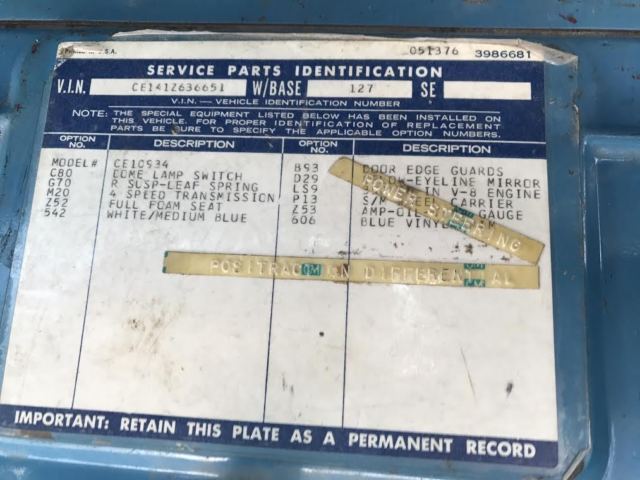 U.S.A. 051376 3986681
SERVICE PARTS IDENTIFICATION
V.I.N. CE141Z636651 W/BASE 127 SE
V.I.N. — VEHICLE IDENTIFICATION NUMBER
NOTE: THE SPECIAL EQUIPMENT LISTED BELOW HAS BEEN INSTALLED ON
THIS VEHICLE. FOR PROPER IDENTIFICATION OF REPLACEMENT
PARTS BE SURE TO SPECIFY THE APPLICABLE OPTION NUMBERS.
OPTION NO. DESCRIPTION OPTION NO. DESCRIPTION
MODEL# CE10934 B93 DOOR EDGE GUARDS
C80 DOME LAMP SWITCH D29 EYELINE MIRROR
G70 R SUSP-LEAF SPRING LS9 IN V-8 ENGINE
M20 4 SPEED TRANSMISSION P13 S/M CARRIER
Z52 FULL FOAM SEAT Z53 AMP-OIL GAUGE
542 WHITE/MEDIUM BLUE 606 BLUE VINYL
POWER STEERING
POSITRACTION DIFFERENTIAL
GM
GM
IMPORTANT: RETAIN THIS PLATE AS A PERMANENT RECORD